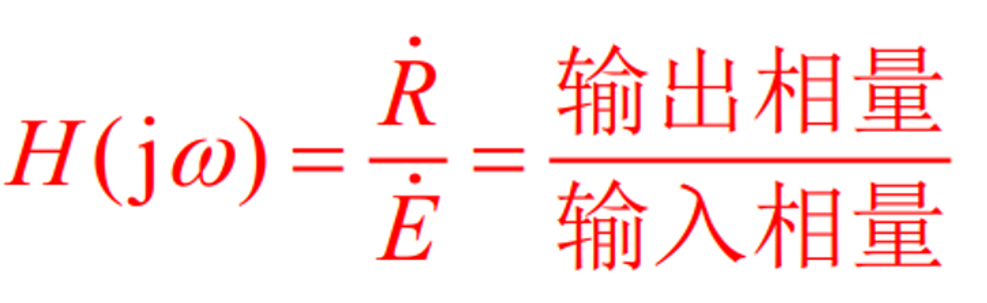 H(jω) = Ṙ/Ė = 输出相量/输入相量